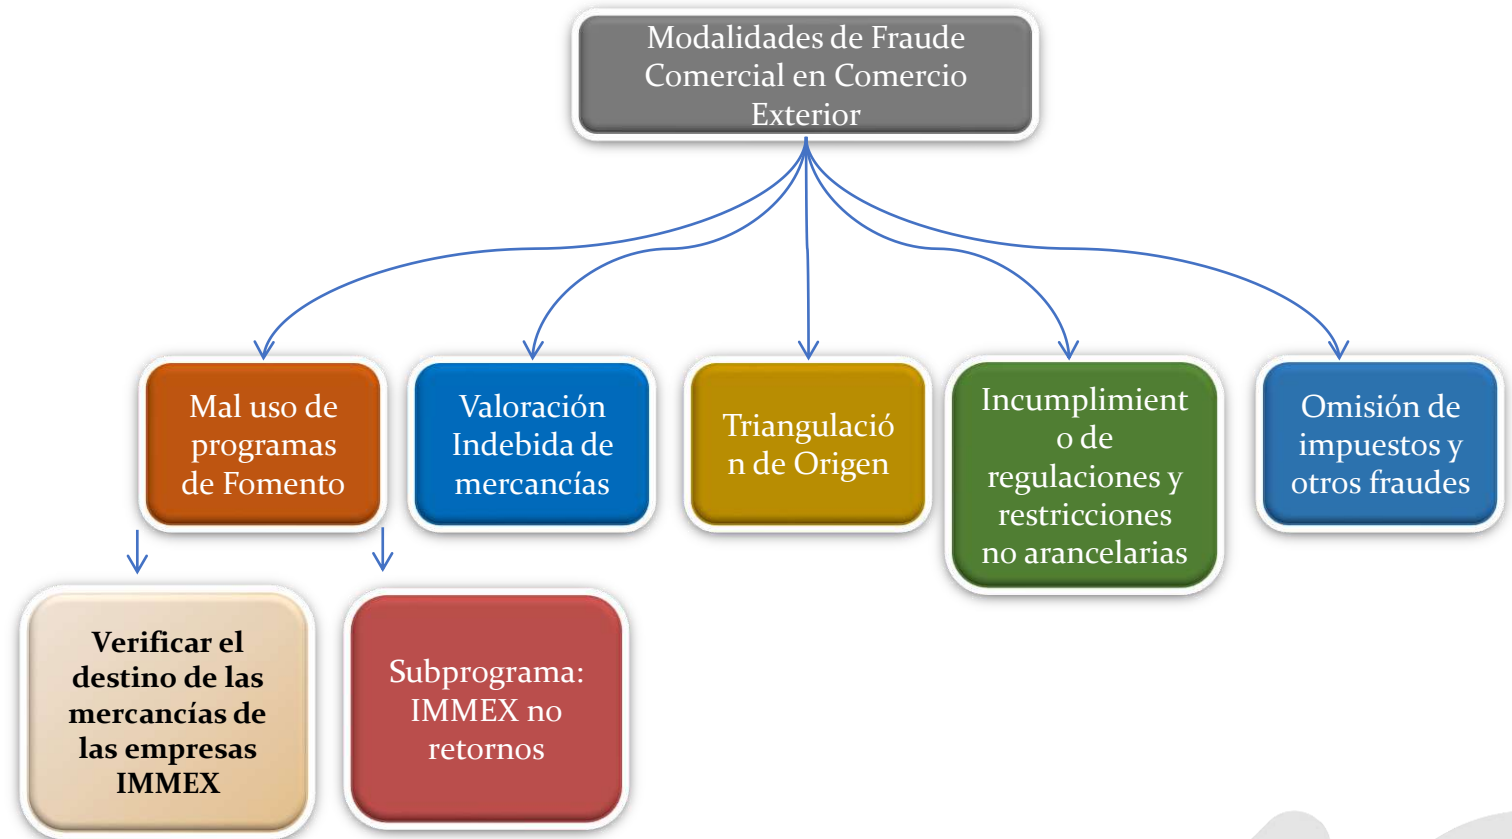 Modalidades de Fraude
Comercial en Comercio
Exterior
Mal uso de
programas
de Fomento
Valoración
Indebida de
mercancías
Triangulació
n de Origen
Incumplimient
o de
regulaciones y
restricciones
no arancelarias
Omisión de
impuestos y
otros fraudes
Verificar el
destino de las
mercancías de
las empresas
IMMEX
Subprograma:
IMMEX no
retornos